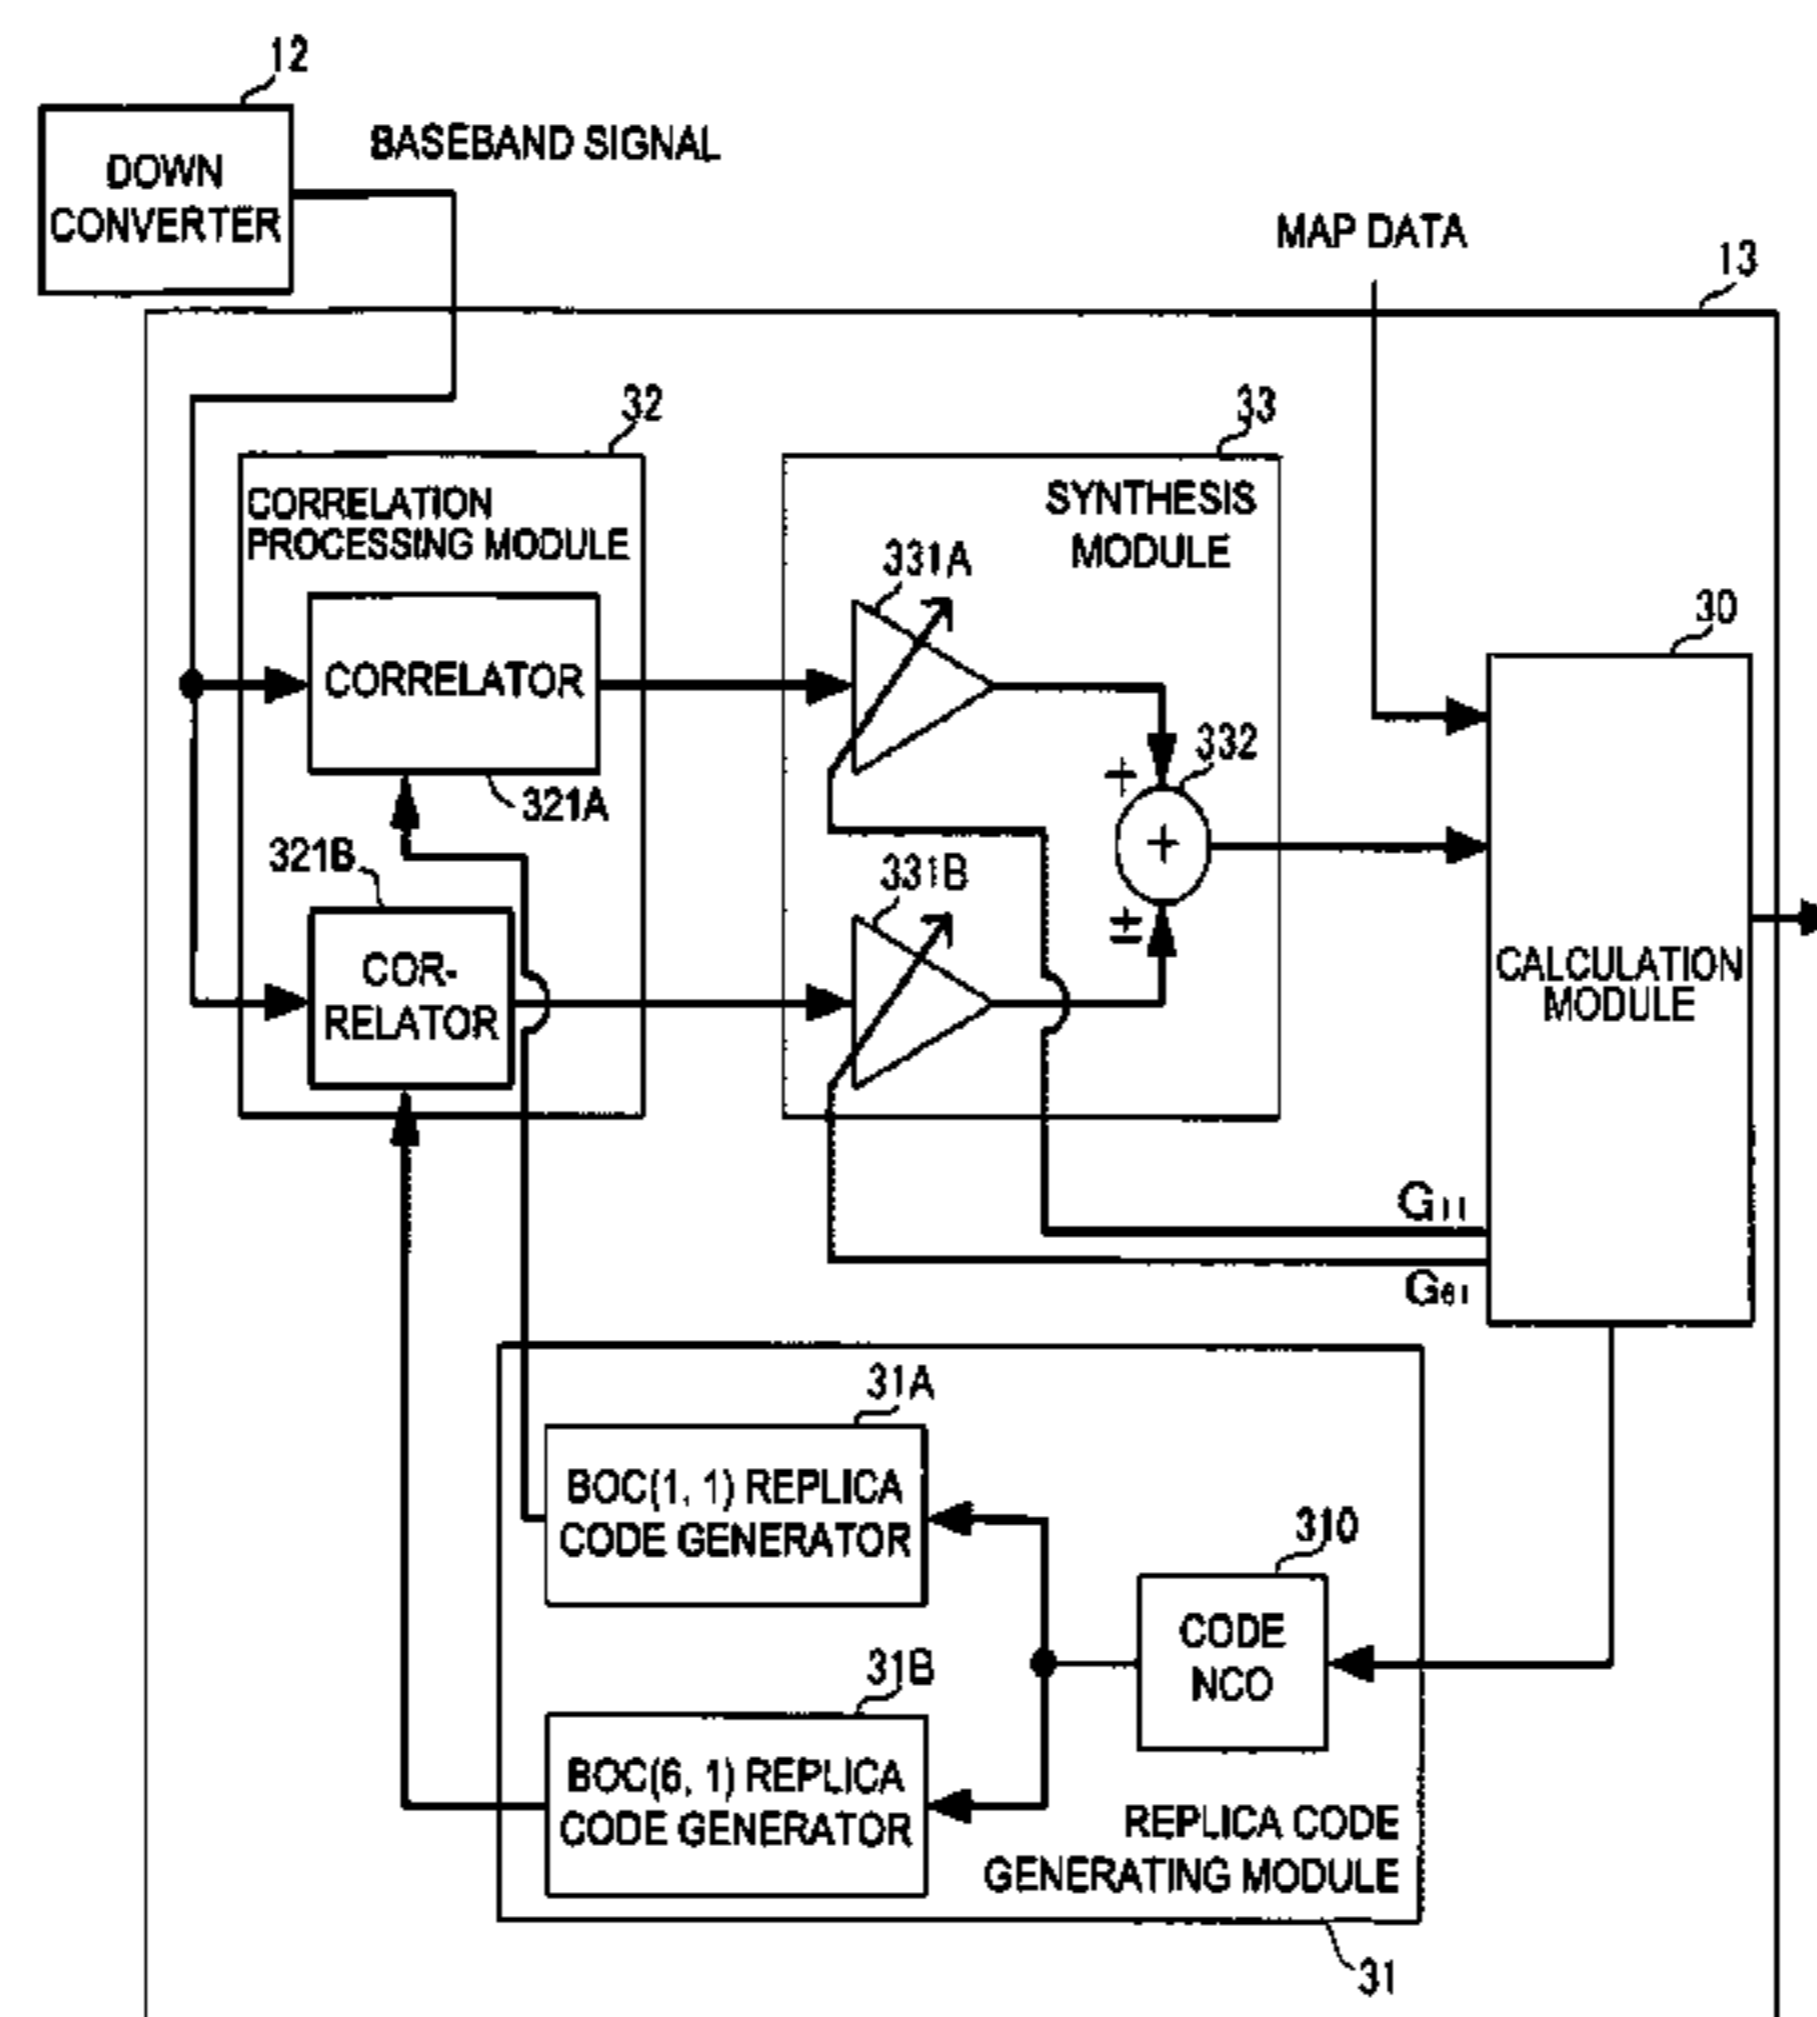 12
DOWN
CONVERTER
BASEBAND SIGNAL
MAP DATA
13
32
33
CORRELATION
PROCESSING MODULE
SYNTHESIS
MODULE
331A
30
CORRELATOR
321A
332
+
+
321B
331B
±
COR-
RELATOR
CALCULATION
MODULE
G11
G61
31A
BOC(1, 1) REPLICA
CODE GENERATOR
310
CODE
NCO
31B
BOC(6, 1) REPLICA
CODE GENERATOR
REPLICA CODE
GENERATING MODULE
31